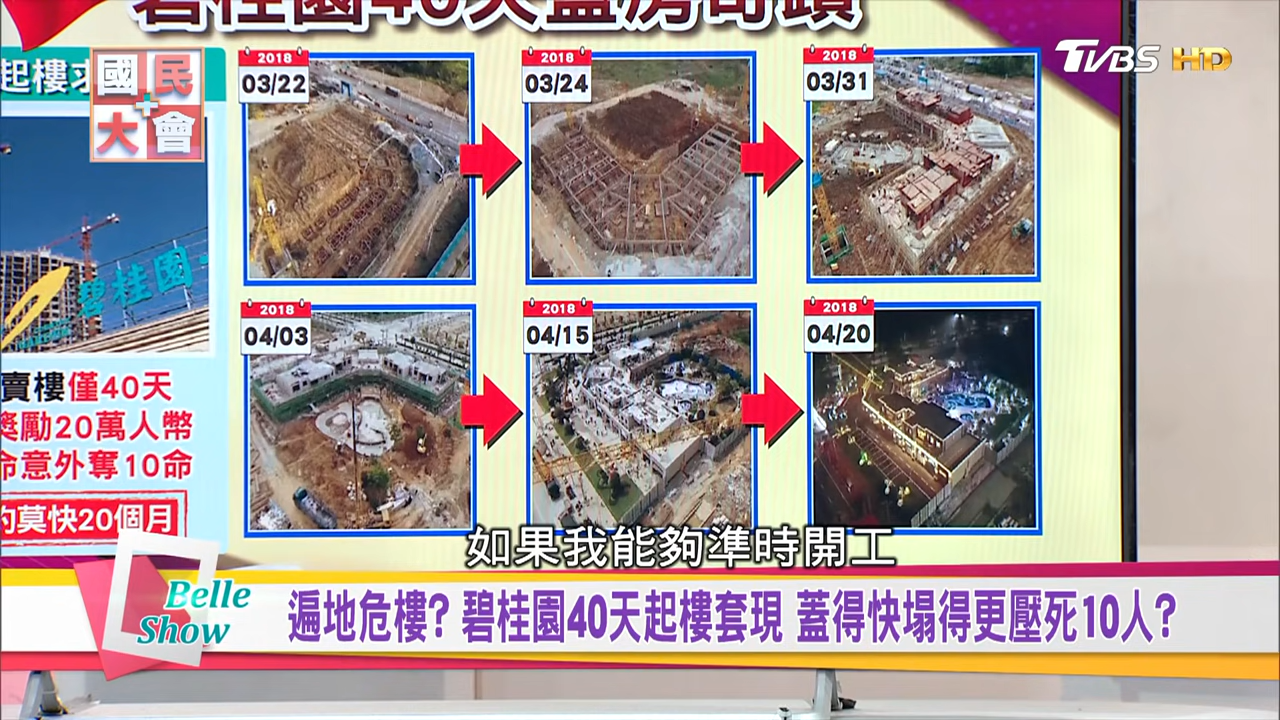 碧桂園40天蓋房奇蹟
TVBS HD
起樓求
國民
大會
2018
03/22
2018
03/24
2018
03/31
碧桂園
2018
04/03
2018
04/15
2018
04/20
賣樓僅40天
獎勵20萬人幣
命意外奪10命
約莫快20個月
如果我能夠準時開工
Belle
Show
遍地危樓? 碧桂園40天起樓套現 蓋得快塌得更壓死10人?